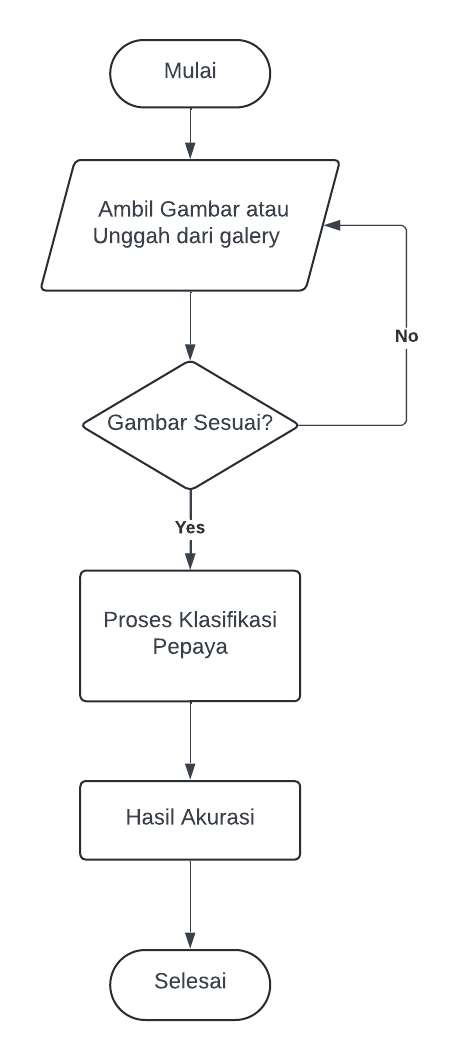 Mulai
Ambil Gambar atau
Unggah dari galery
No
Gambar Sesuai?
Yes
Proses Klasifikasi
Pepaya
Hasil Akurasi
Selesai